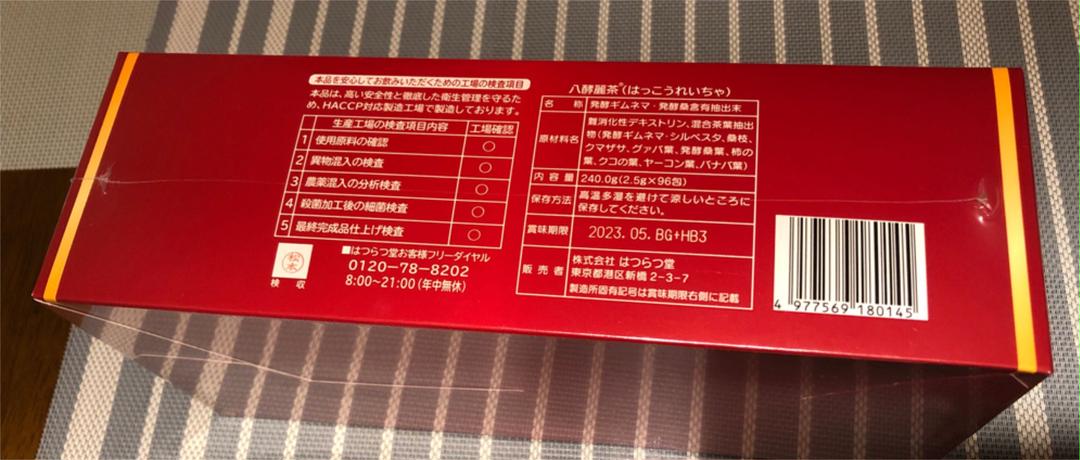 本品を安心してお飲みいただくための工場の検査項目
本品は、高い安全性と徹底した衛生管理を守るた
め、HACCP対応製造工場で製造しております。
生産工場の検査項目内容 工場確認
1 使用原料の確認 ○
2 異物混入の検査 ○
3 農薬混入の分析検査 ○
4 殺菌加工後の細菌検査 ○
5 最終完成品仕上げ検査 ○
松本
検 収
■はつらつ堂お客様フリーダイヤル
0120-78-8202
8:00~21:00(年中無休)
八酵麗茶®(はっこうれいちゃ)
名 称 発酵ギムネマ・発酵桑含有抽出末
原材料名 難消化性デキストリン、混合茶葉抽出
物(発酵ギムネマ・シルベスタ、桑枝、
クマザサ、グァバ葉、発酵桑葉、柿の
葉、クコの葉、ヤーコン葉、バナバ葉)
内容量 240.0g(2.5g×96包)
保存方法 高温多湿を避けて涼しいところに
保存してください。
賞味期限 2023.05.BG+HB3
販売者 株式会社 はつらつ堂
東京都港区新橋 2-3-7
製造所固有記号は賞味期限右側に記載
4 977569 180145